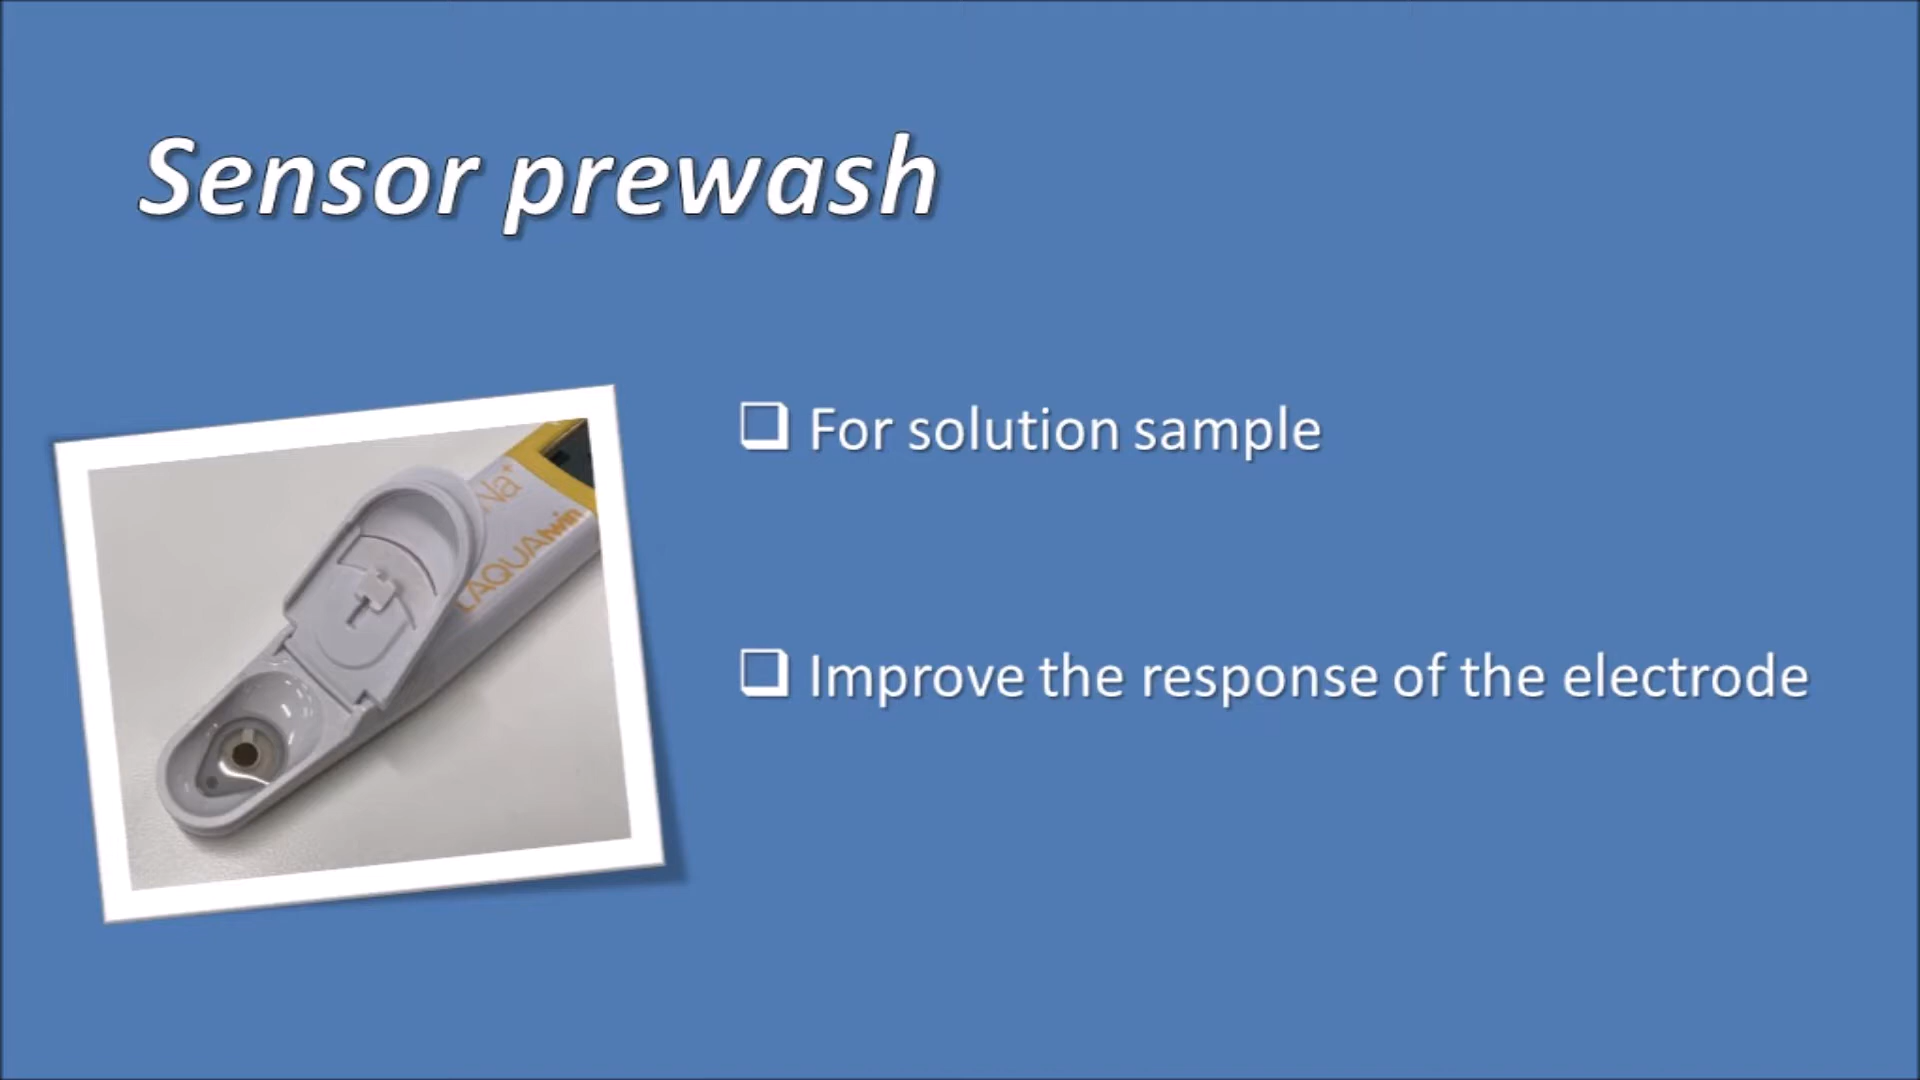 Sensor prewash
For solution sample
Improve the response of the electrode
Na+
LAQUAtwin